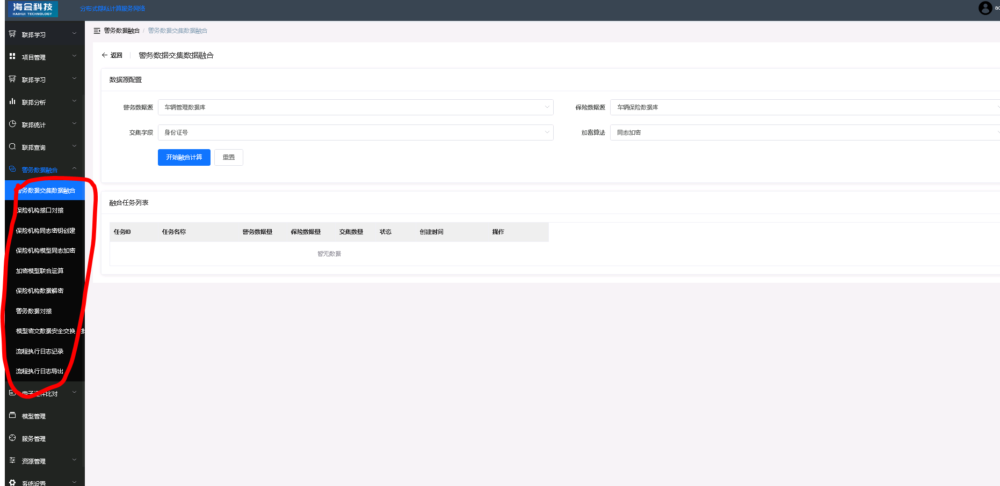 海会科技
HAIHUI TECHNOLOGY
分布式隐私计算服务网络
联邦学习
项目管理
联邦学习
联邦分析
联邦统计
联邦查询
警务数据融合
警务数据交集数据融合
保险机构接口对接
保险机构同态密钥创建
保险机构模型同态加密
加密模型联合运算
保险机构数据解密
警务数据对接
模型密文数据安全交换
流程执行日志记录
流程执行日志导出
电子证件比对
模型管理
服务管理
资源管理
系统设置
警务数据融合 / 警务数据交集数据融合
返回 警务数据交集数据融合
数据源配置
警务数据源 车辆管理数据库 保险数据源 车辆保险数据库
交集字段 身份证号 加密算法 同态加密
开始融合计算 重置
融合任务列表
任务ID 任务名称 警务数据量 保险数据量 交集数量 状态 创建时间 操作
暂无数据